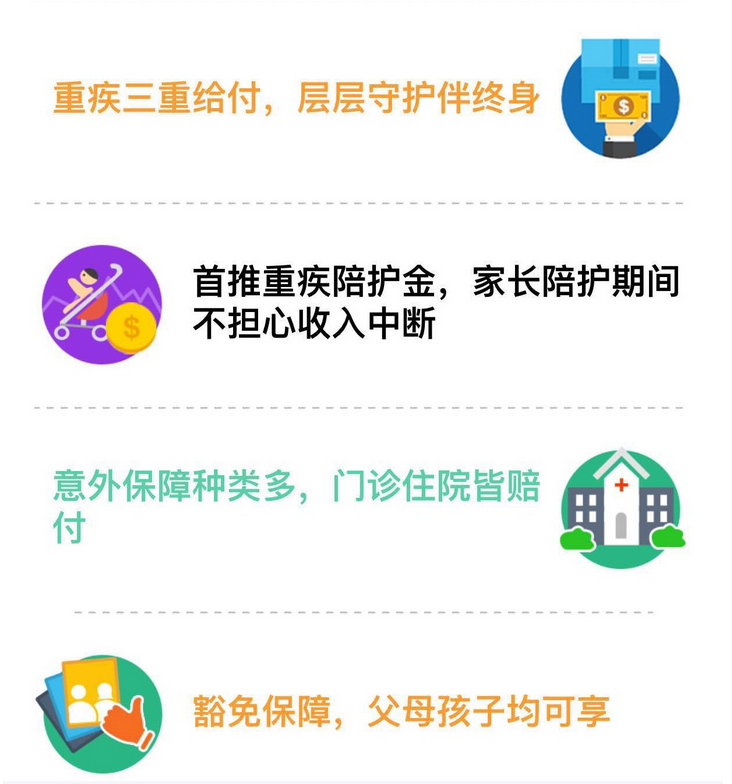 重疾三重给付，层层守护伴终身
首推重疾陪护金，家长陪护期间
不担心收入中断
意外保障种类多，门诊住院皆赔
付
豁免保障，父母孩子均可享